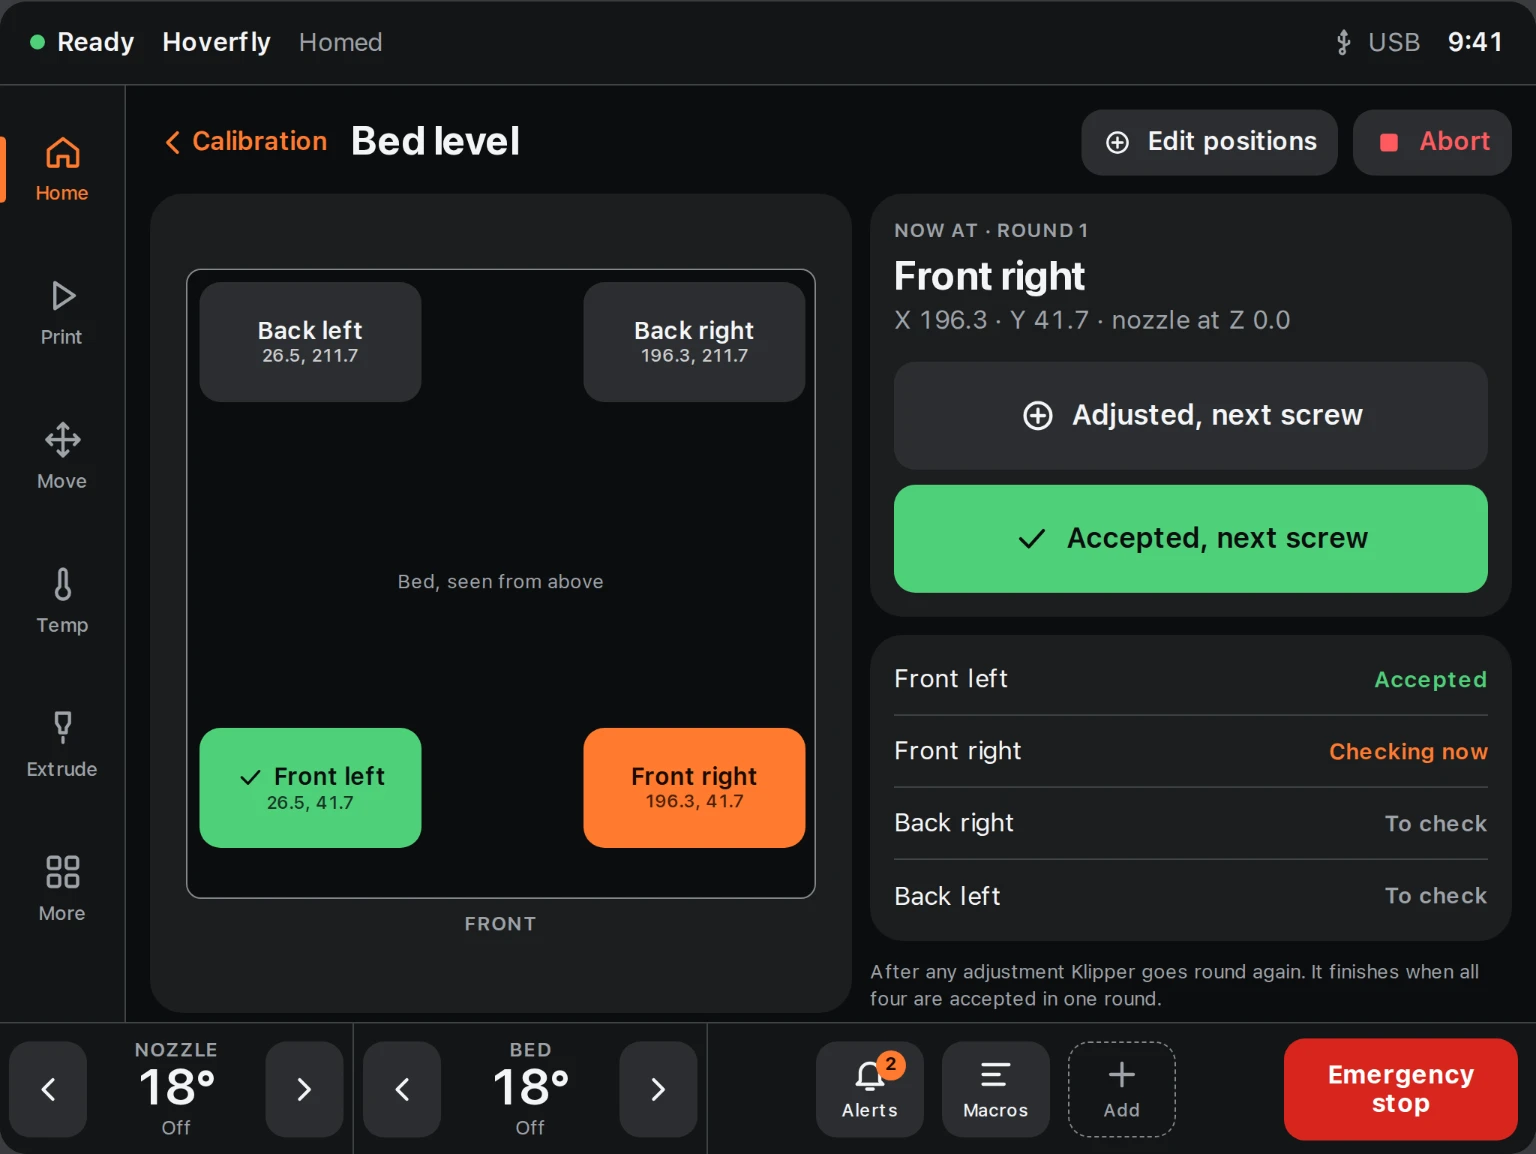 Ready Hoverfly Homed
USB 9:41
Home
Print
Move
Temp
Extrude
More
Calibration Bed level
Edit positions
Abort
Back left
26.5, 211.7
Back right
196.3, 211.7
Bed, seen from above
Front left
26.5, 41.7
Front right
196.3, 41.7
FRONT
NOW AT · ROUND 1
Front right
X 196.3 · Y 41.7 · nozzle at Z 0.0
Adjusted, next screw
Accepted, next screw
Front left Accepted
Front right Checking now
Back right To check
Back left To check
After any adjustment Klipper goes round again. It finishes when all
four are accepted in one round.
NOZZLE
18°
Off
BED
18°
Off
2
Alerts
Macros
Add
Emergency
stop